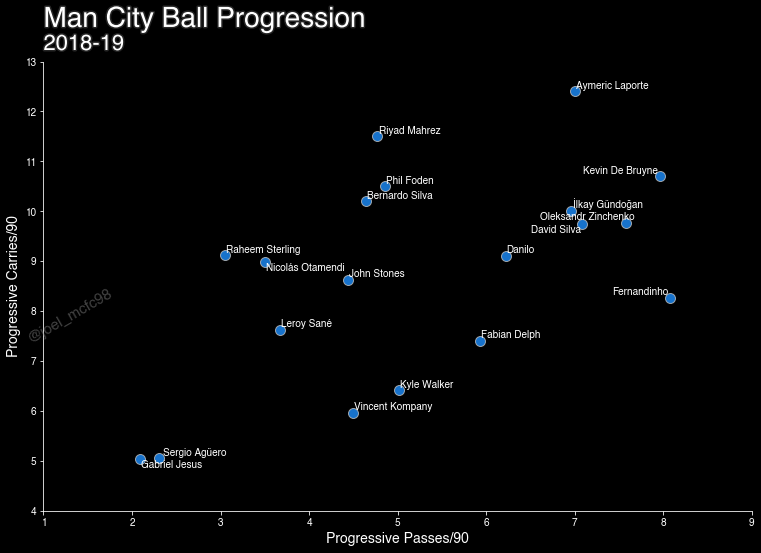 Man City Ball Progression
2018-19
13
12
11
10
9
8
7
6
5
4
Progressive Carries/90
Aymeric Laporte
Riyad Mahrez
Kevin De Bruyne
Phil Foden
Bernardo Silva
İlkay Gündoğan
Oleksandr Zinchenko
David Silva
Raheem Sterling
Danilo
Nicolás Otamendi
John Stones
Fernandinho
Leroy Sané
Fabian Delph
Kyle Walker
Vincent Kompany
Sergio Agüero
Gabriel Jesus
@joel_mcfc98
1 2 3 4 5 6 7 8 9
Progressive Passes/90